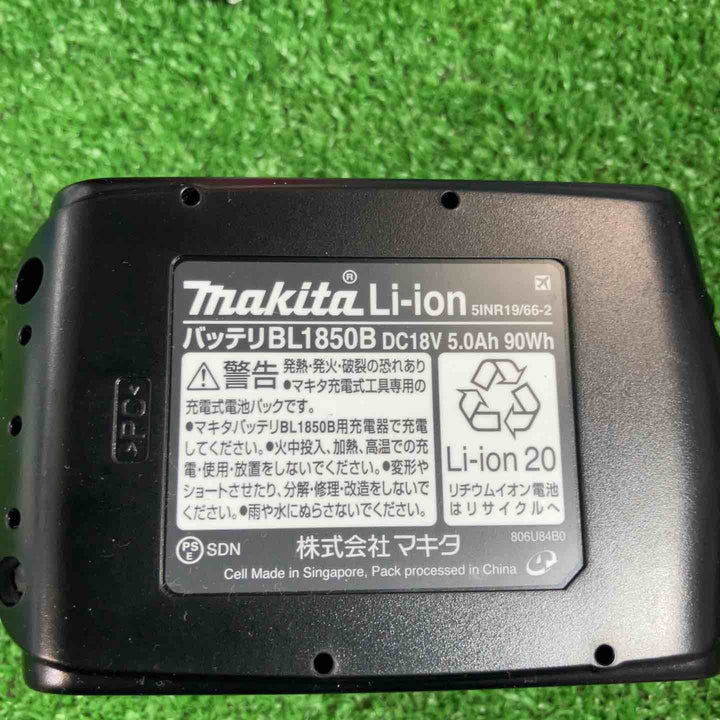 makita® Li-ion 5INR19/66-2
バッテリBL1850B DC18V 5.0Ah 90Wh
警告 発熱・発火・破裂の恐れあり
●マキタ充電式工具専用の
充電式電池パックです。
●マキタバッテリBL1850B用充電器で充電
してください。●火中投入、加熱、高温での充
電・使用・放置をしないでください。●変形や
ショートさせたり、分解・修理・改造をしないで
ください。●雨や水にぬらさないでください。
Li-ion 20
リチウムイオン電池
はリサイクルへ
806U84B0
PSE SDN 株式会社マキタ
Cell Made in Singapore, Pack processed in China